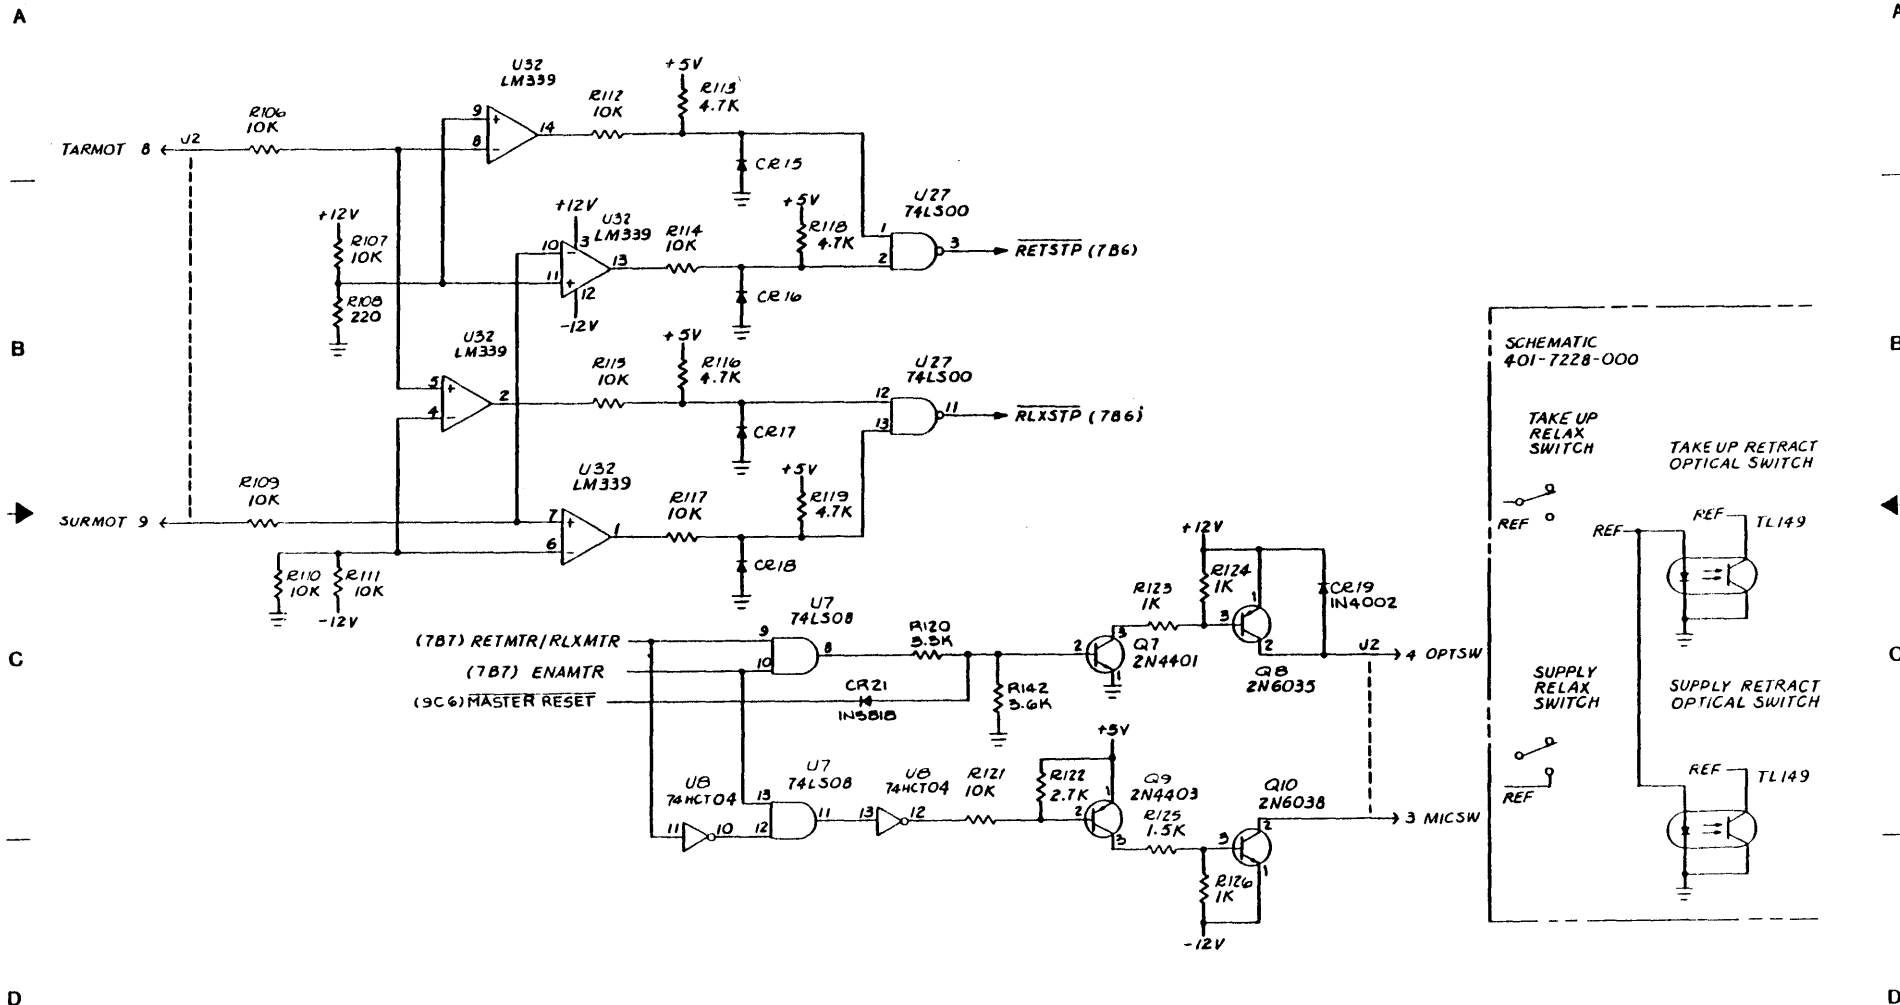 A
A
U32
LM339
+5V
R113
4.7K
R112
10K
R106
10K
9
+
8
-
14
TARMOT 8
J2
CR15
+12V
R107
10K
R108
220
+12V
3
U32
LM339
10
-
11
+
13
12
-12V
R114
10K
+5V
R118
4.7K
CR16
U27
74LS00
1
2
3
RETSTP (7B6)
B
B
U32
LM339
5
+
4
-
2
R115
10K
+5V
R116
4.7K
CR17
U27
74LS00
12
13
11
RLXSTP (7B6)
SCHEMATIC
401-7228-000
TAKE UP
RELAX
SWITCH
TAKE UP RETRACT
OPTICAL SWITCH
R109
10K
SURMOT 9
U32
LM339
7
+
6
-
1
R117
10K
+5V
R119
4.7K
CR18
R110
10K
R111
10K
-12V
REF
REF
REF
TL149
+12V
R123
1K
R124
1K
CR19
1N4002
U7
74LS08
(7B7) RETMTR/RLXMTR
(7B7) ENAMTR
(9C6) MASTER RESET
9
10
8
R120
3.3K
CR21
1N5818
R142
3.6K
2
3
1
Q7
2N4401
3
1
2
Q8
2N6035
J2
4 OPTSW
C
C
SUPPLY
RELAX
SWITCH
SUPPLY RETRACT
OPTICAL SWITCH
REF
REF
TL149
U8
74HCT04
11
10
U7
74LS08
13
12
11
U8
74HCT04
13
12
R121
10K
+5V
R122
2.7K
2
1
3
Q9
2N4403
R125
1.5K
Q10
2N6038
3
2
1
R126
1K
-12V
3 MICSW
D
D